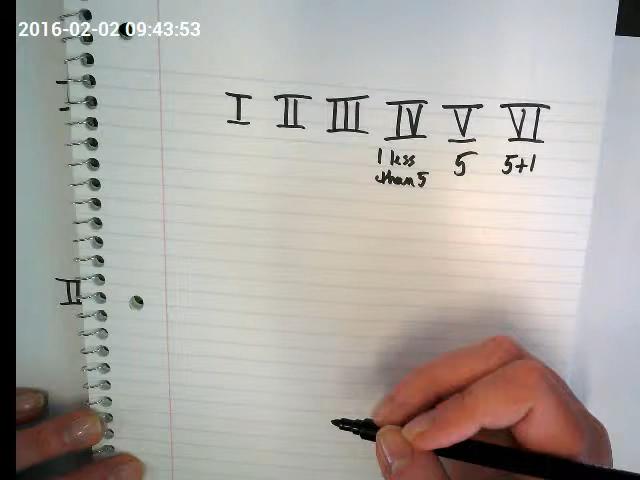 2016-02-02 09:43:53
I II III IV V VI
1 less than 5 5 5+1
II